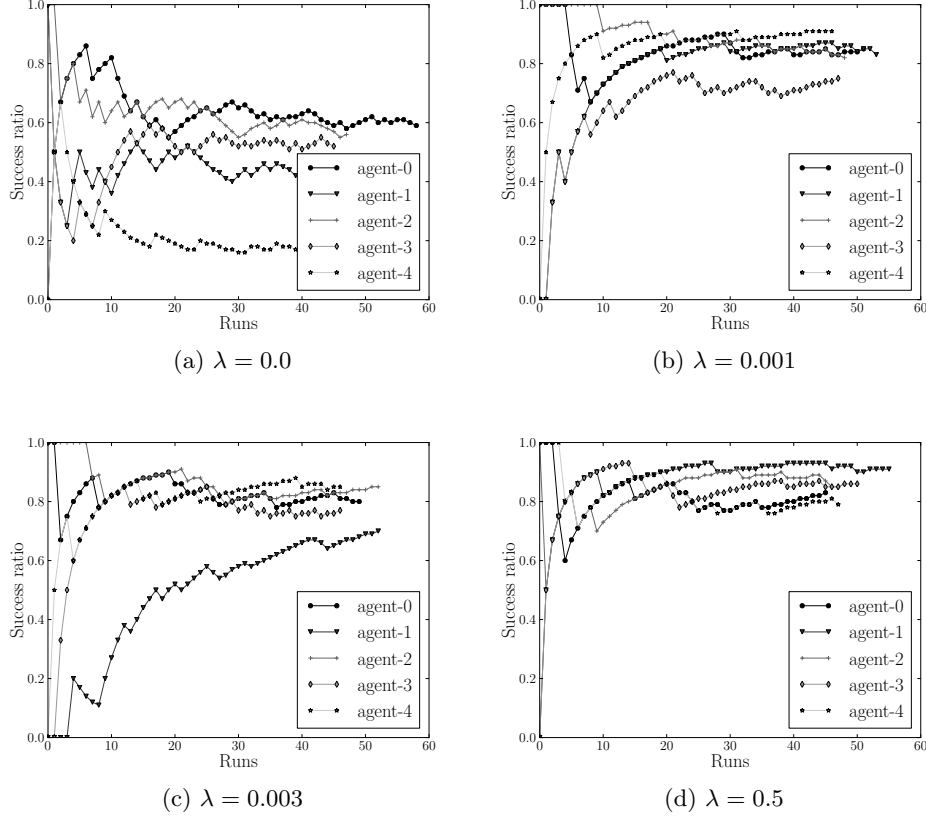 Success ratio
1.0
0.8
0.6
0.4
0.2
0.0
0 10 20 30 40 50 60
Runs
agent-0
agent-1
agent-2
agent-3
agent-4
(a) λ = 0.0
Success ratio
1.0
0.8
0.6
0.4
0.2
0.0
0 10 20 30 40 50 60
Runs
agent-0
agent-1
agent-2
agent-3
agent-4
(b) λ = 0.001
Success ratio
1.0
0.8
0.6
0.4
0.2
0.0
0 10 20 30 40 50 60
Runs
agent-0
agent-1
agent-2
agent-3
agent-4
(c) λ = 0.003
Success ratio
1.0
0.8
0.6
0.4
0.2
0.0
0 10 20 30 40 50 60
Runs
agent-0
agent-1
agent-2
agent-3
agent-4
(d) λ = 0.5